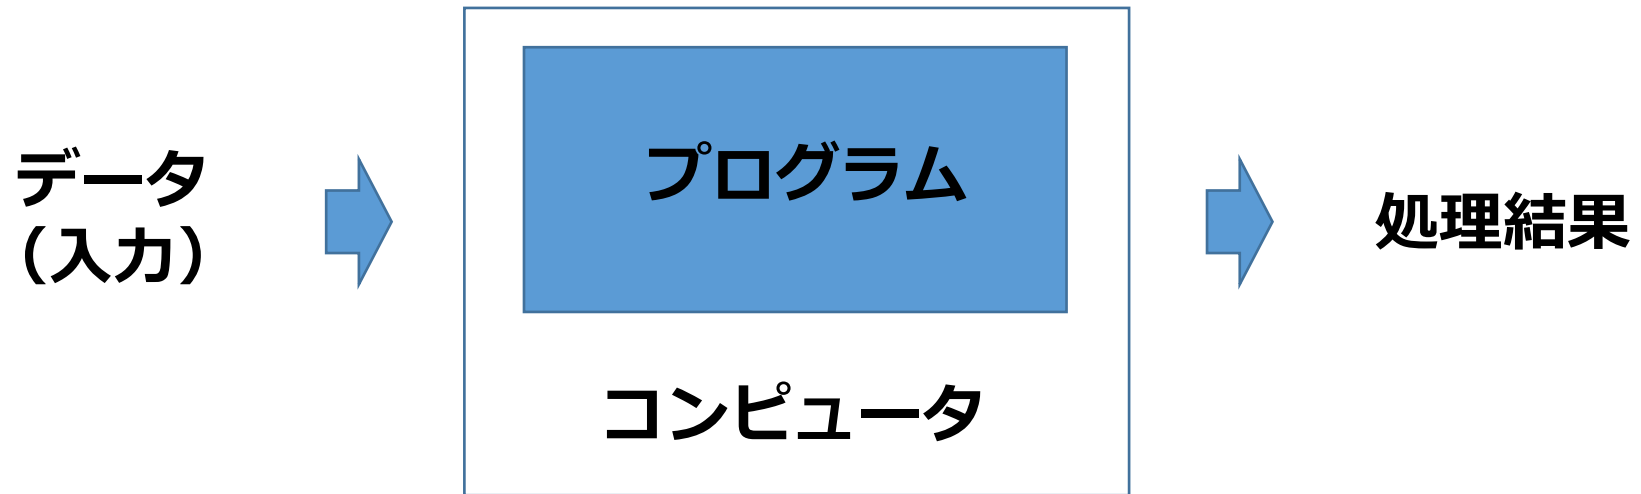 データ
（入力）
プログラム
コンピュータ
処理結果